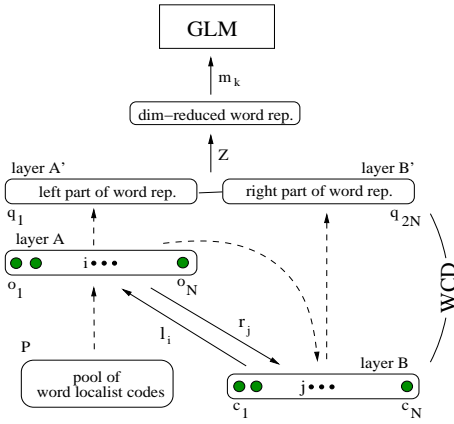 GLM
m_k
dim-reduced word rep.
Z
layer A'
layer B'
left part of word rep.
right part of word rep.
q_1
q_2N
layer A
i •••
o_1
o_N
WCD
r_j
l_i
P
layer B
pool of
word localist codes
j •••
c_1
c_N